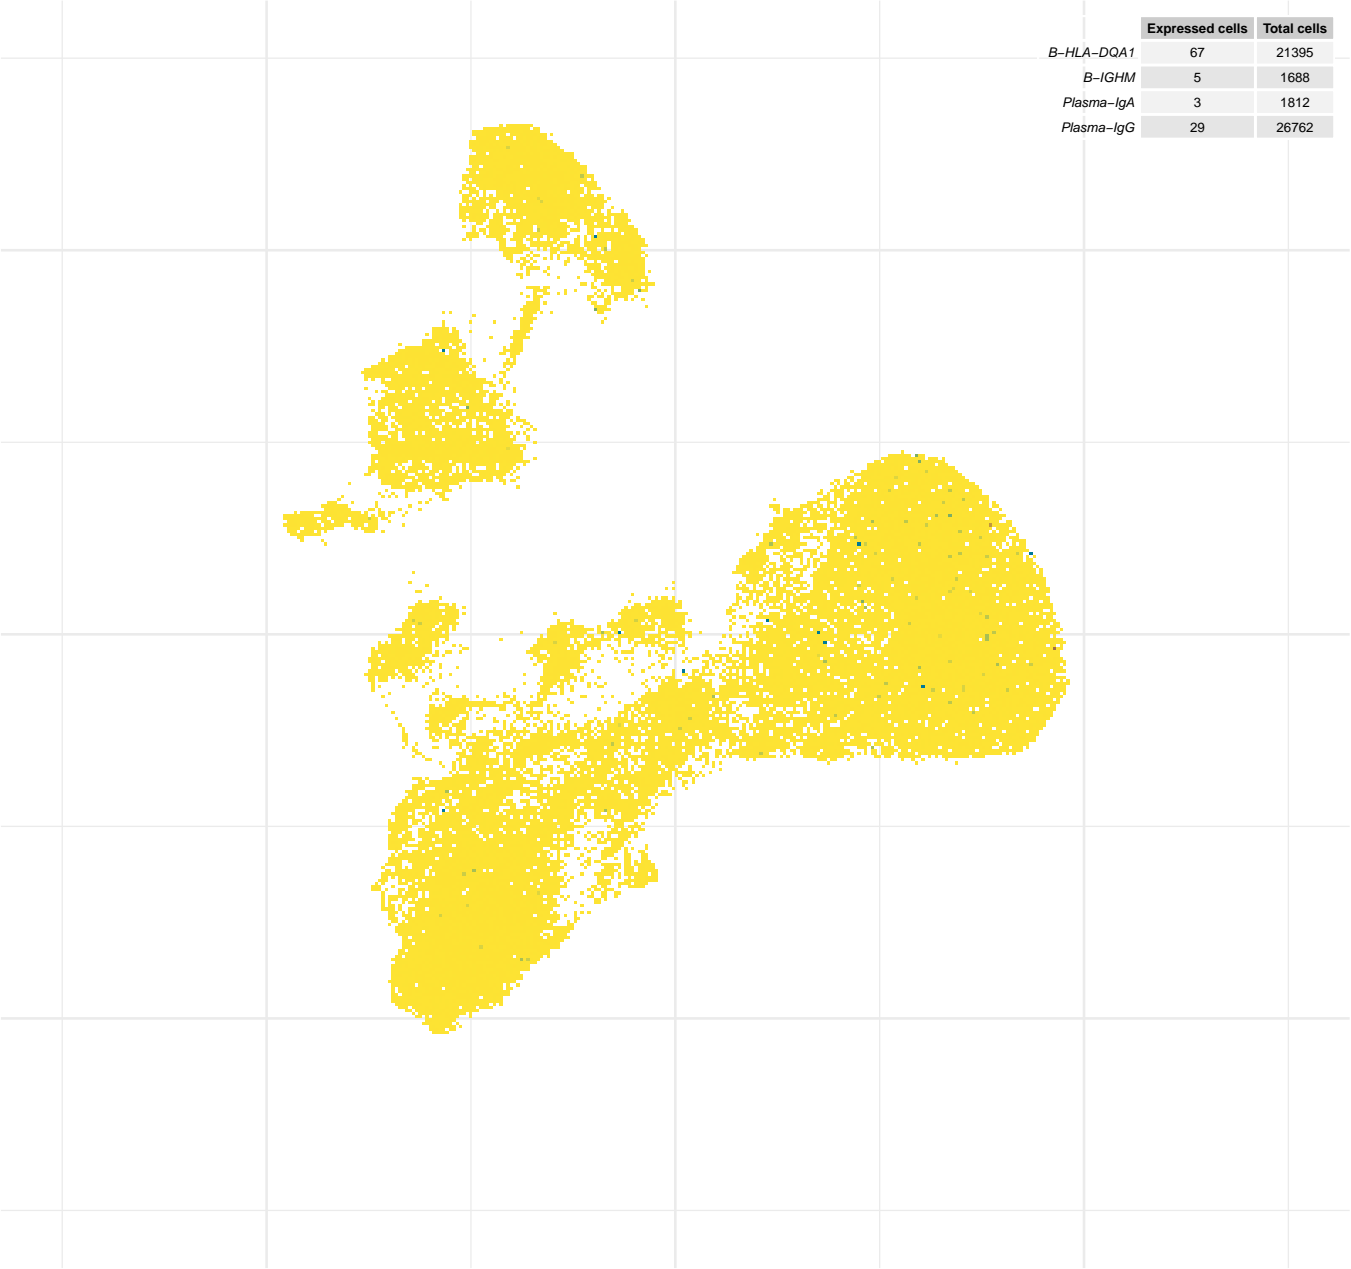 Expressed cells Total cells
B−HLA−DQA1 67 21395
B−IGHM 5 1688
Plasma−IgA 3 1812
Plasma−IgG 29 26762